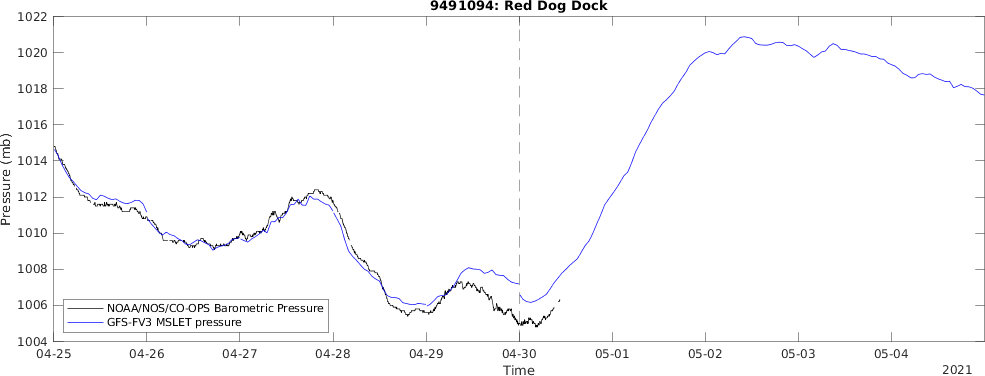 9491094: Red Dog Dock
1022
1020
1018
1016
1014
1012
1010
1008
1006
1004
Pressure (mb)
NOAA/NOS/CO-OPS Barometric Pressure
GFS-FV3 MSLET pressure
04-25 04-26 04-27 04-28 04-29 04-30 05-01 05-02 05-03 05-04
Time
2021